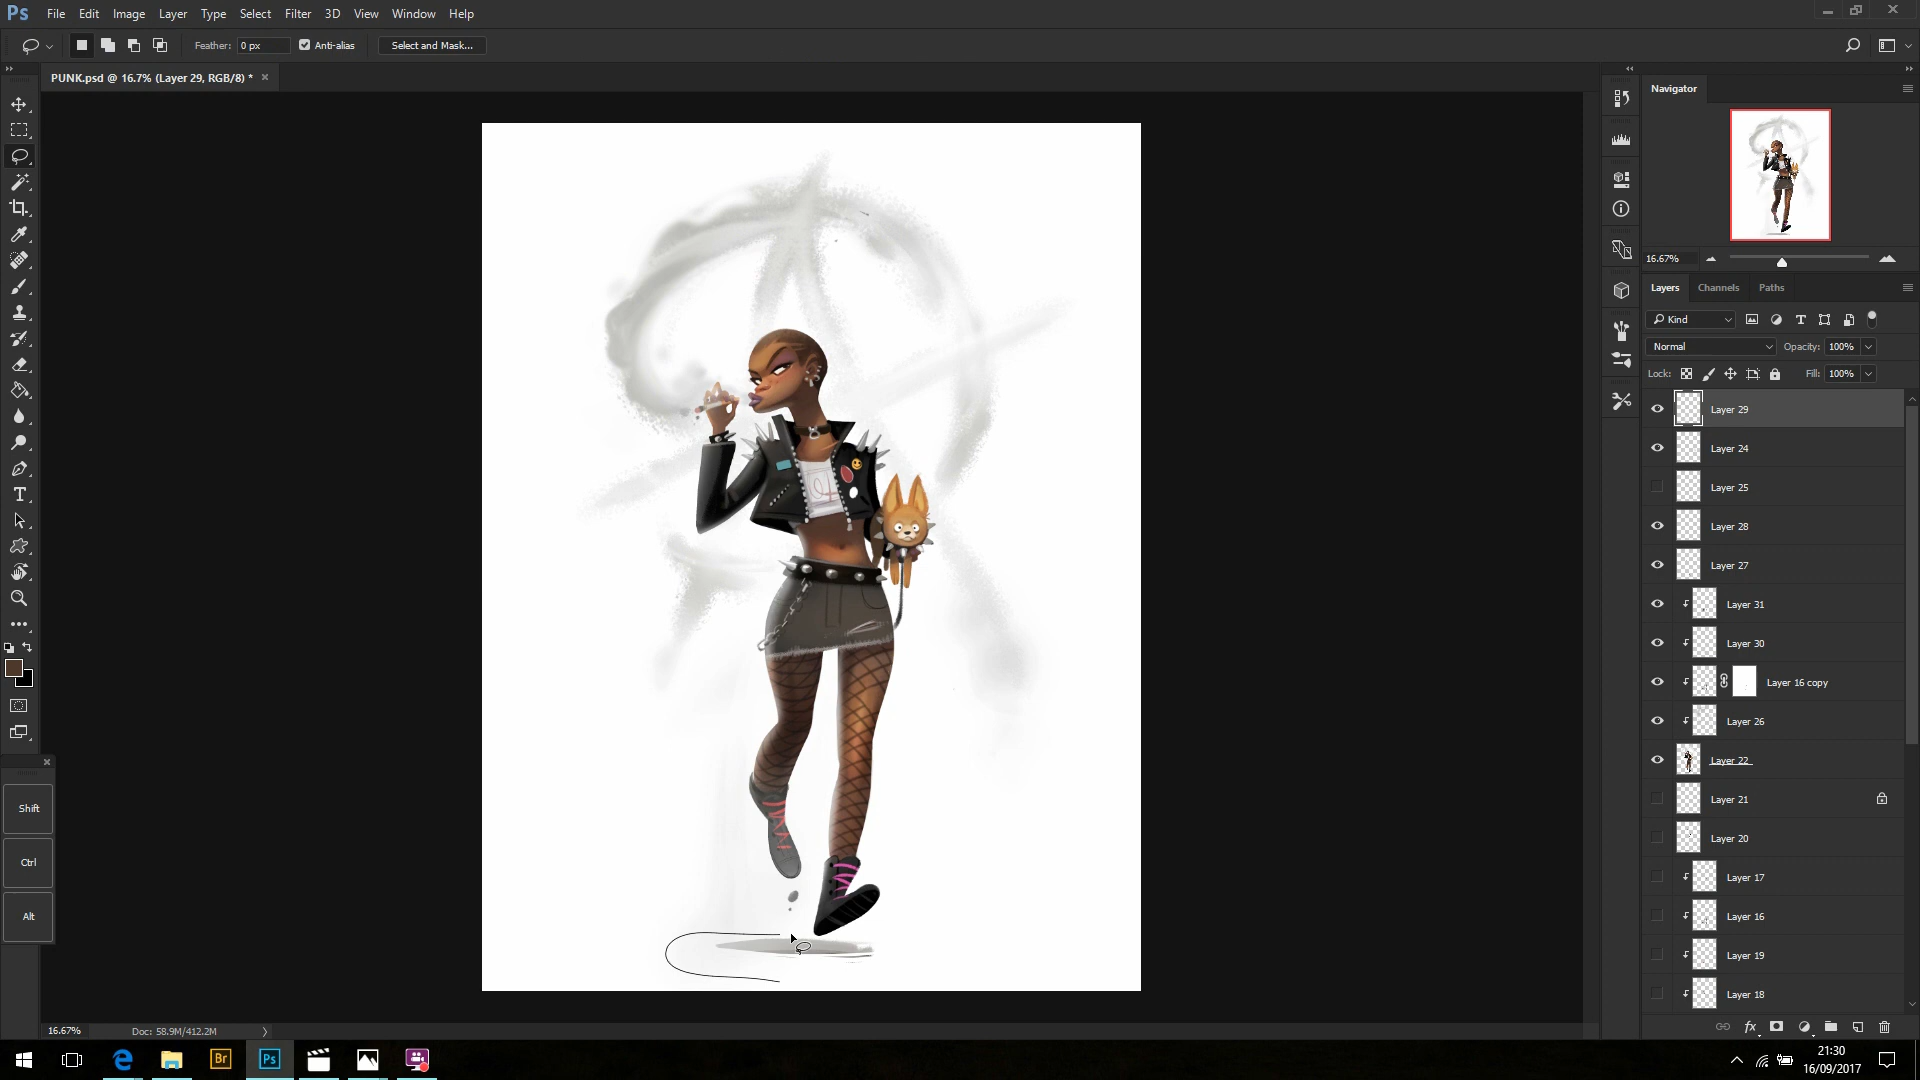 Ps File Edit Image Layer Type Select Filter 3D View Window Help
Feather: 0 px Anti-alias Select and Mask...
PUNK.psd @ 16.7% (Layer 29, RGB/8) *
Navigator
16.67%
Layers Channels Paths
Kind
Normal Opacity: 100%
Lock: Fill: 100%
Layer 29
Layer 24
Layer 25
Layer 28
Layer 27
Layer 31
Layer 30
Layer 16 copy
Layer 26
Layer 22
Layer 21
Layer 20
Layer 17
Layer 16
Layer 19
Layer 18
Shift
Ctrl
Alt
16.67% Doc: 58.9M/412.2M
Br Ps
21:30
16/09/2017